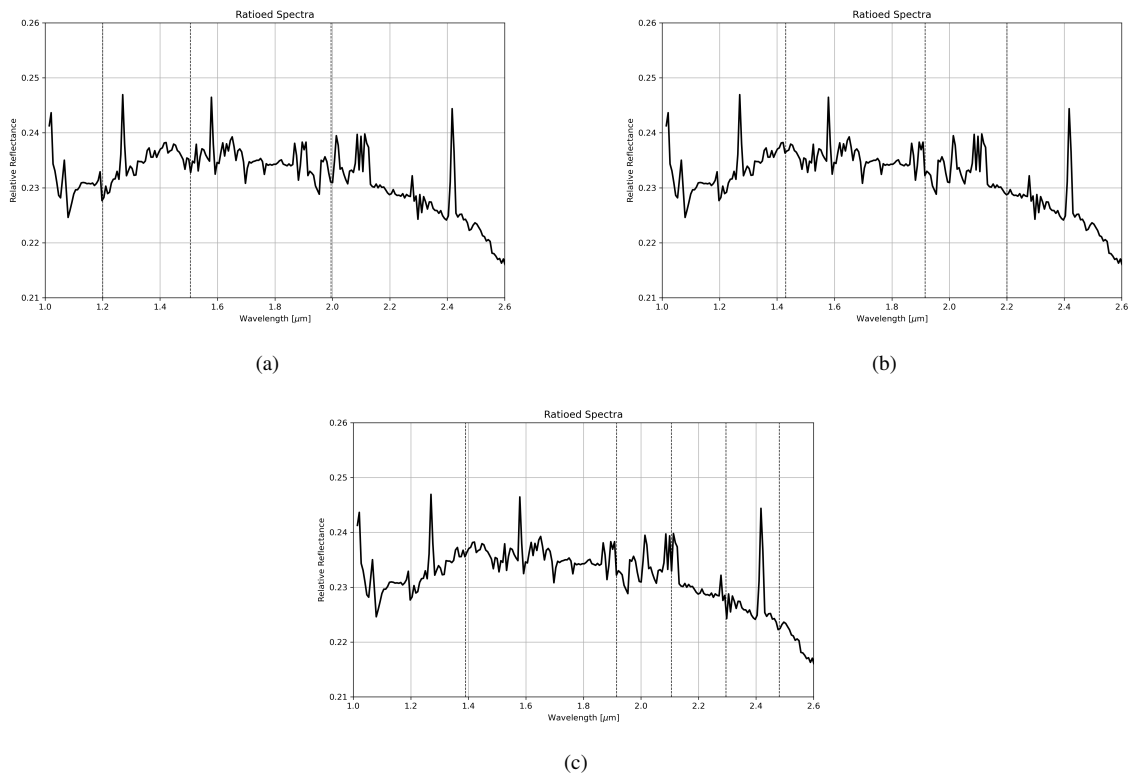 Ratioed Spectra
0.26
0.25
0.24
0.23
0.22
0.21
Relative Reflectance
1.0 1.2 1.4 1.6 1.8 2.0 2.2 2.4 2.6
Wavelength [μm]
(a)
Ratioed Spectra
0.26
0.25
0.24
0.23
0.22
0.21
Relative Reflectance
1.0 1.2 1.4 1.6 1.8 2.0 2.2 2.4 2.6
Wavelength [μm]
(b)
Ratioed Spectra
0.26
0.25
0.24
0.23
0.22
0.21
Relative Reflectance
1.0 1.2 1.4 1.6 1.8 2.0 2.2 2.4 2.6
Wavelength [μm]
(c)